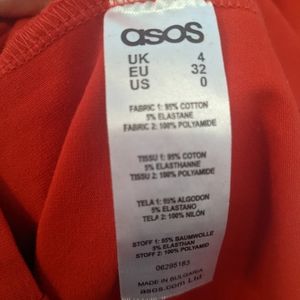 asos
UK 4
EU 32
US 0
FABRIC 1: 95% COTTON
5% ELASTANE
FABRIC 2: 100% POLYAMIDE
TISSU 1: 95% COTON
5% ELASTHANNE
TISSU 2: 100% POLYAMIDE
TELA 1: 95% ALGODON
5% ELASTANO
TELA 2: 100% NILÓN
STOFF 1: 95% BAUMWOLLE
5% ELASTHAN
STOFF 2: 100% POLYAMID
06295183
MADE IN BULGARIA
asos.com Ltd